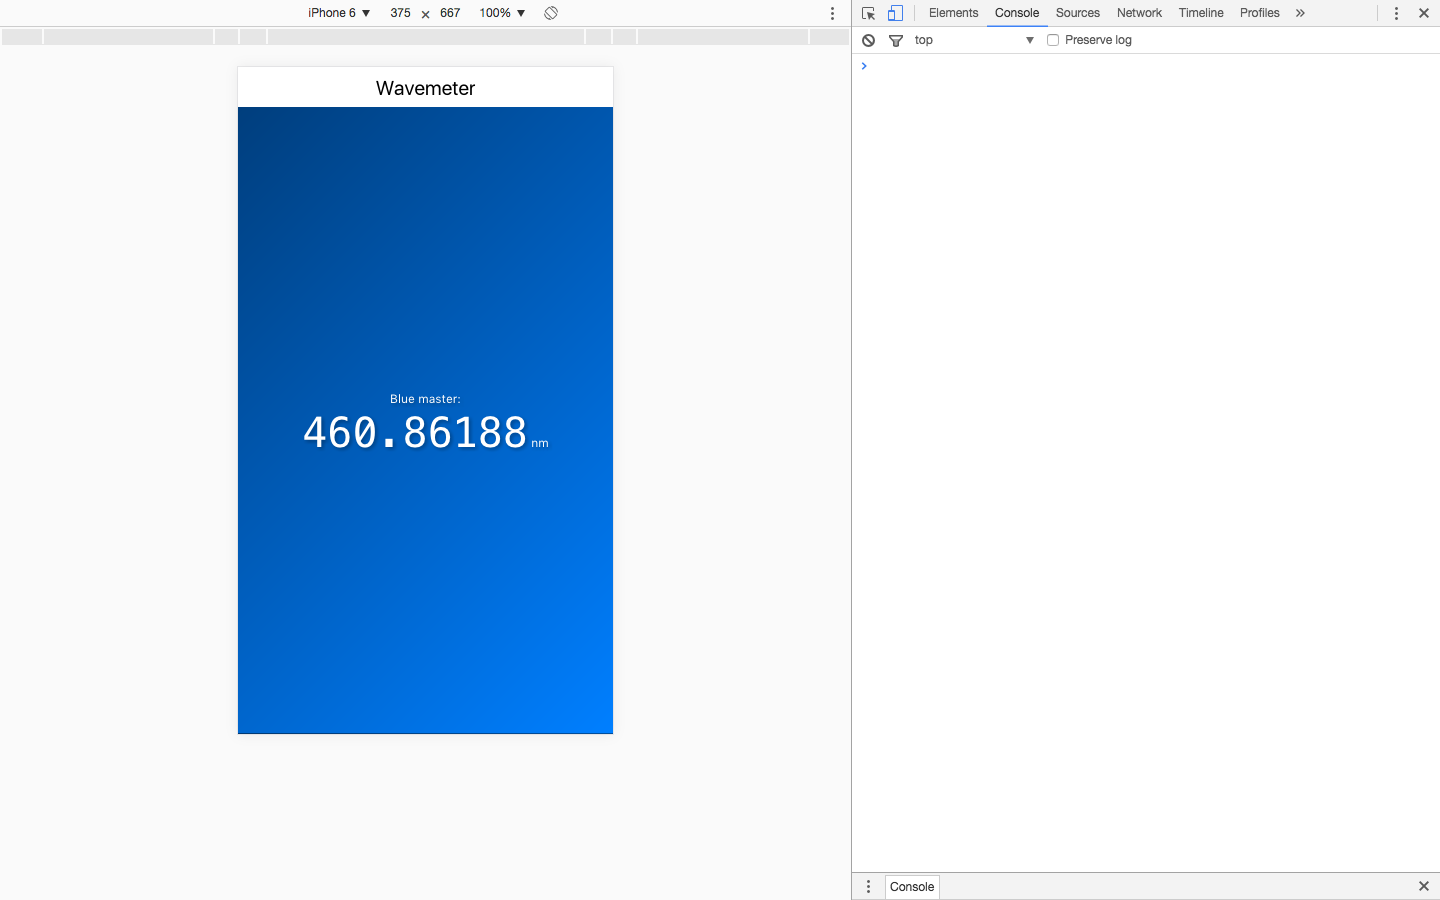 iPhone 6 ▼ 375 × 667 100% ▼
Elements Console Sources Network Timeline Profiles »
top ▼ Preserve log
Wavemeter
Blue master:
460.86188 nm
Console